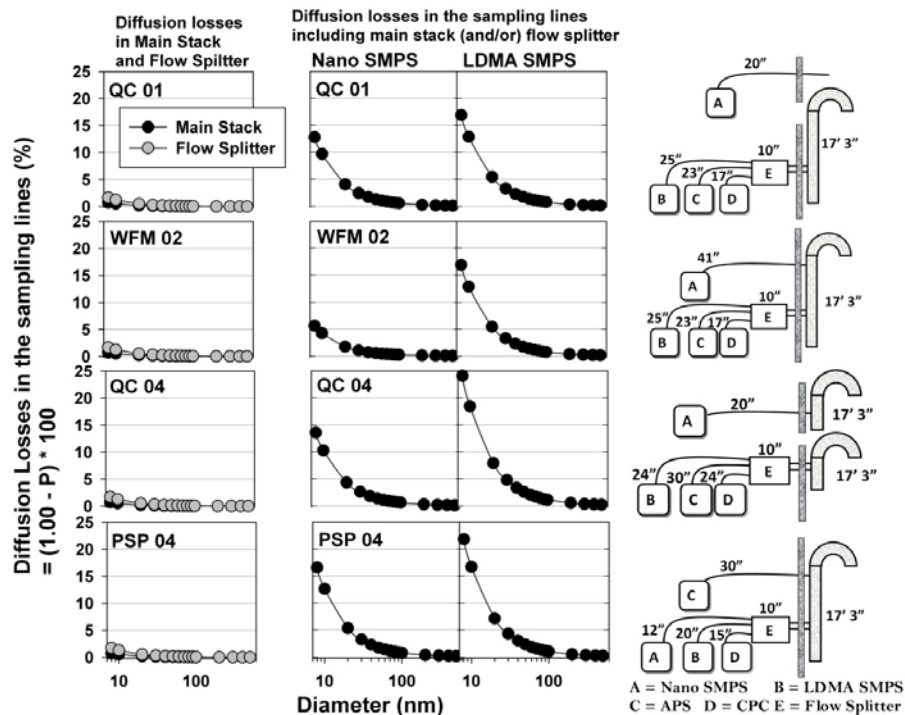 Diffusion losses
in Main Stack
and Flow Spiltter
Diffusion losses in the sampling lines
including main stack (and/or) flow splitter
Nano SMPS
LDMA SMPS
Diffusion Losses in the sampling lines (%)
= (1.00 - P) * 100
25
20
15
10
5
0
QC 01
Main Stack
Flow Splitter
QC 01
20"
A
17' 3"
10"
25"
23"
17"
E
B
C
D
25
20
15
10
5
0
WFM 02
WFM 02
41"
A
17' 3"
10"
25"
23"
17"
E
B
C
D
25
20
15
10
5
0
QC 04
QC 04
20"
A
17' 3"
10"
24"
30"
24"
E
17' 3"
B
C
D
25
20
15
10
5
0
PSP 04
PSP 04
30"
C
17' 3"
10"
12"
20"
15"
E
A
B
D
10
100
10
100
10
100
Diameter (nm)
A = Nano SMPS B = LDMA SMPS
C = APS D = CPC E = Flow Splitter